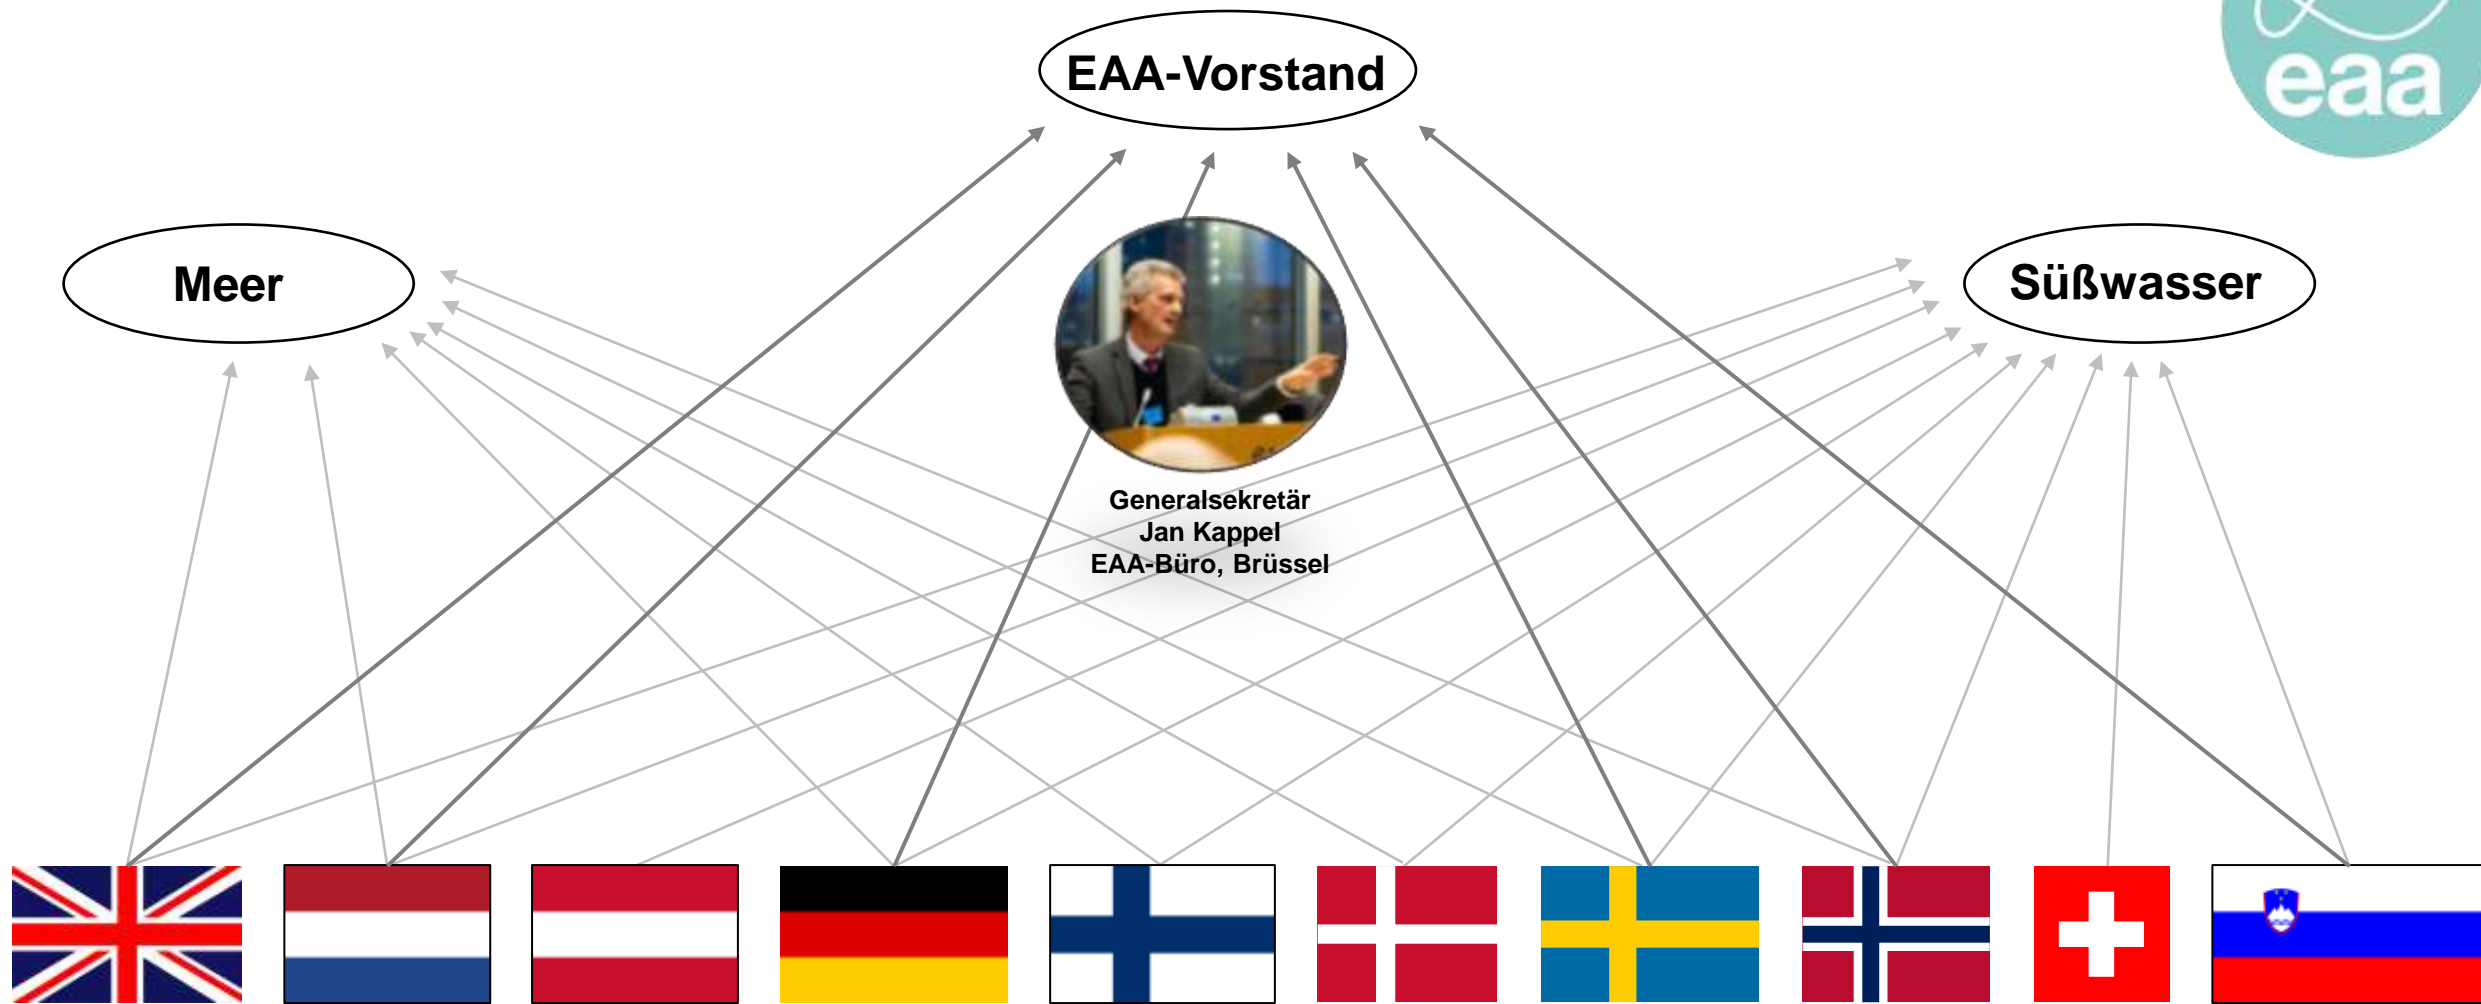 EAA-Vorstand
eaa
Meer
Süßwasser
Generalsekretär
Jan Kappel
EAA-Büro, Brüssel